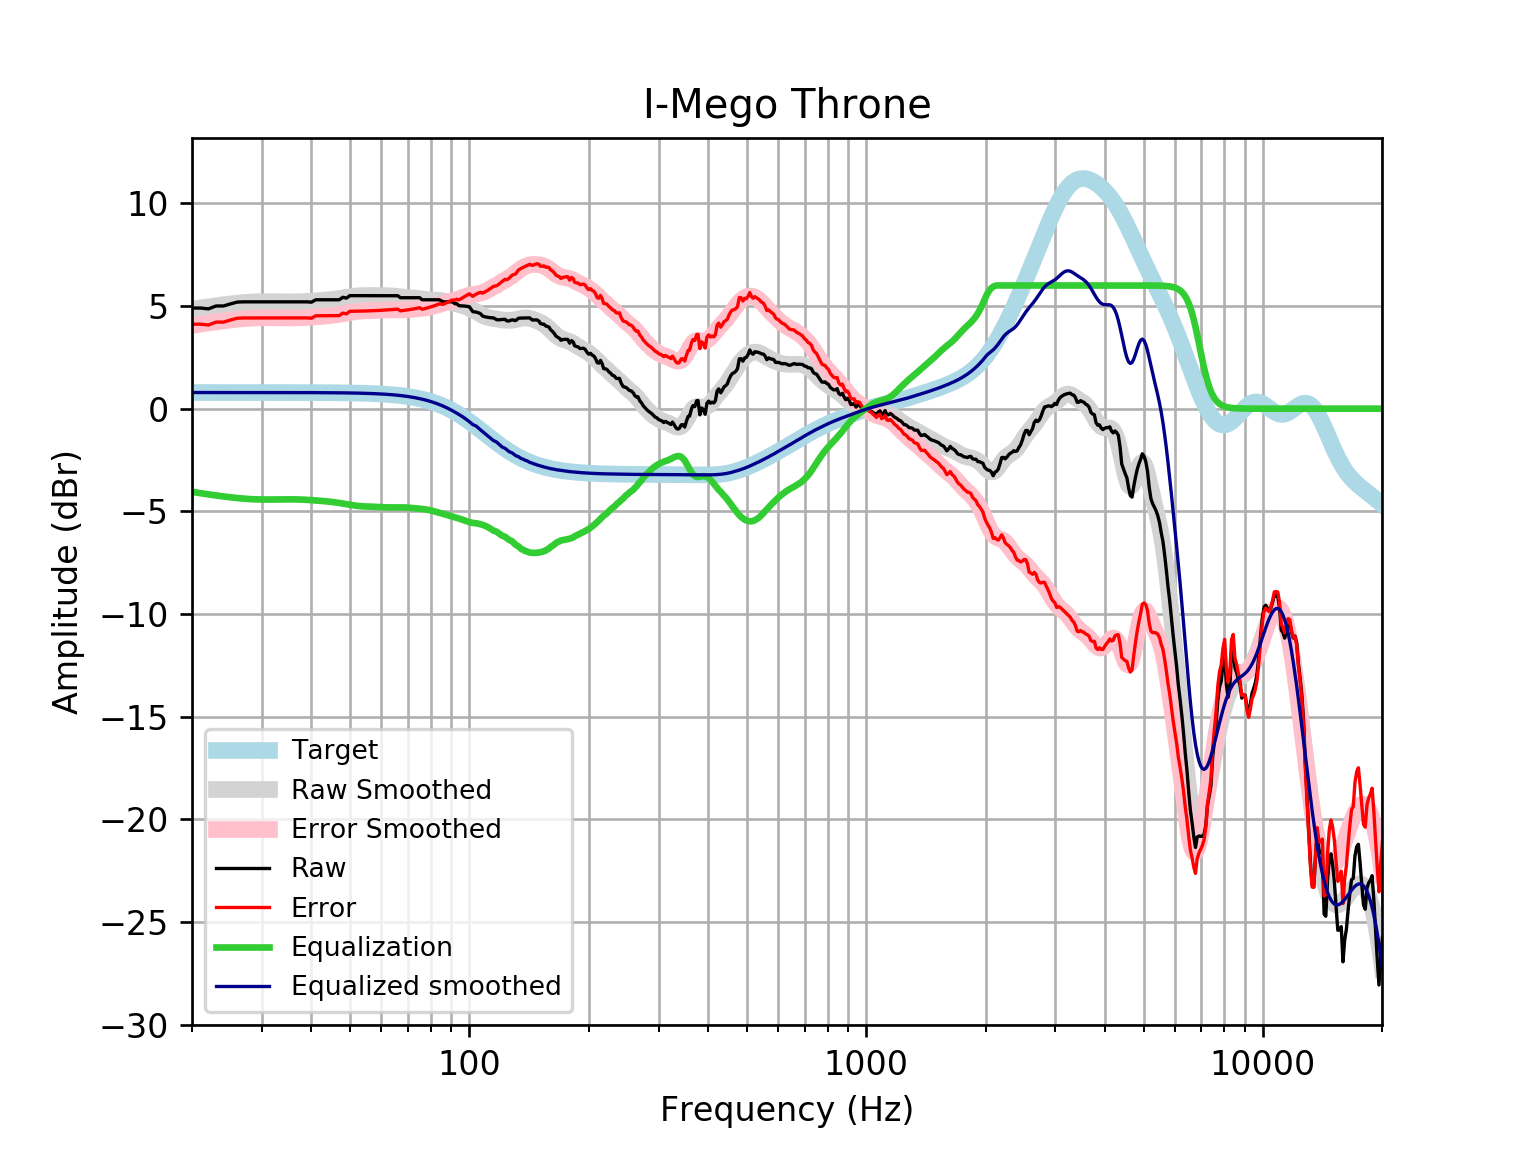 I-Mego Throne
Amplitude (dBr)
10
5
0
−5
−10
−15
−20
−25
−30
Target
Raw Smoothed
Error Smoothed
Raw
Error
Equalization
Equalized smoothed
100
1000
10000
Frequency (Hz)